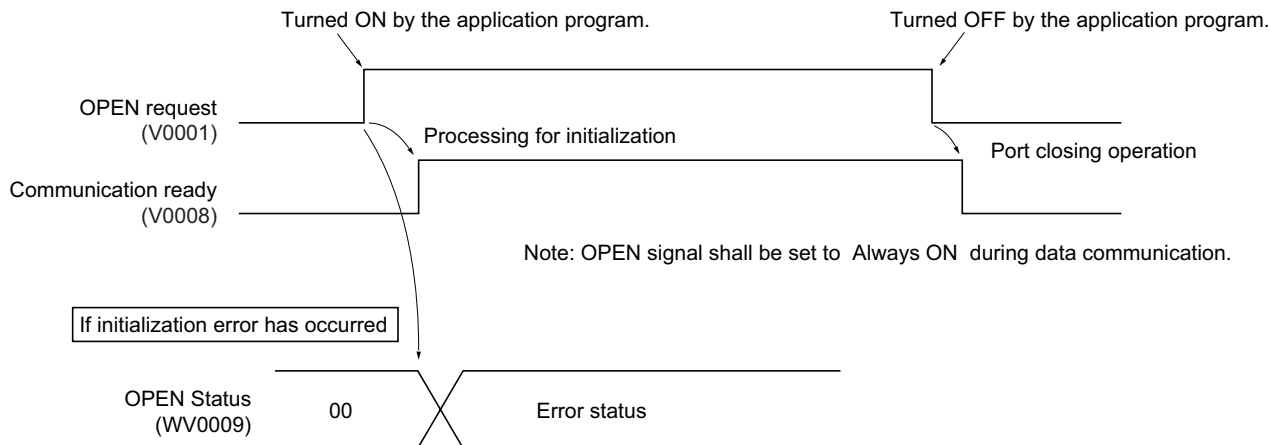 Turned ON by the application program.
Turned OFF by the application program.
OPEN request
(V0001)
Processing for initialization
Port closing operation
Communication ready
(V0008)
Note: OPEN signal shall be set to Always ON during data communication.
If initialization error has occurred
OPEN Status
(WV0009)
00
Error status